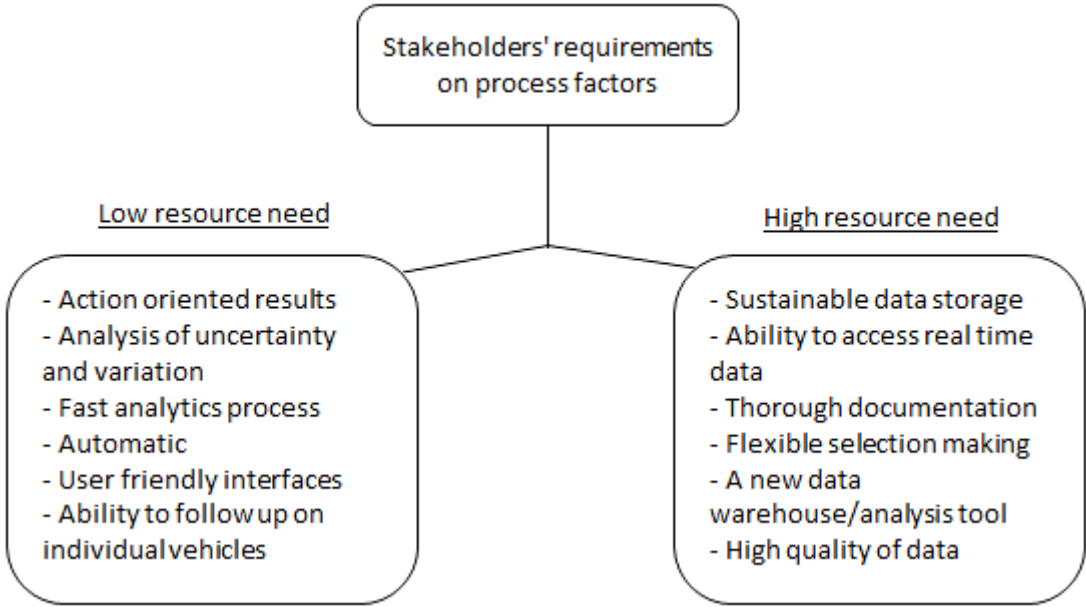 Stakeholders' requirements
on process factors
Low resource need
- Action oriented results
- Analysis of uncertainty
and variation
- Fast analytics process
- Automatic
- User friendly interfaces
- Ability to follow up on
individual vehicles
High resource need
- Sustainable data storage
- Ability to access real time
data
- Thorough documentation
- Flexible selection making
- A new data
warehouse/analysis tool
- High quality of data